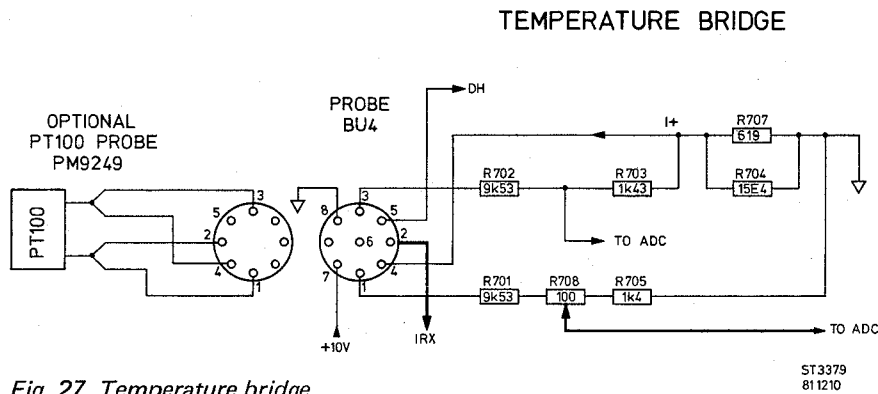 TEMPERATURE BRIDGE
OPTIONAL
PT100 PROBE
PM9249
PT100
3
5
2
4
1
PROBE
BU4
DH
3
8
5
6
2
7
4
1
+10V
IRX
I+
R707
619
R704
15E4
R702
9k53
R703
1k43
TO ADC
R701
9k53
R708
100
R705
1k4
TO ADC
ST3379
811210
Fig. 27 Temperature bridge